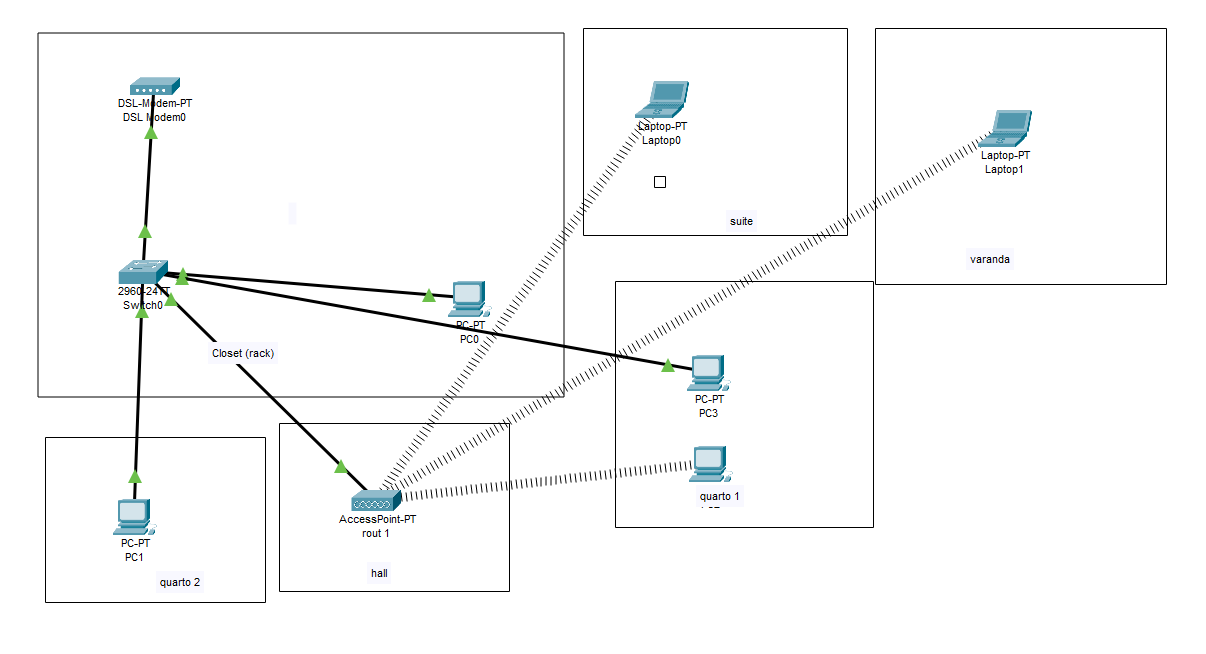 DSL-Modem-PT
DSL Modem0
Laptop-PT
Laptop0
Laptop-PT
Laptop1
suite
varanda
2960-24TT
Switch0
PC-PT
PC0
Closet (rack)
PC-PT
PC3
quarto 1
AccessPoint-PT
rout 1
hall
PC-PT
PC1
quarto 2